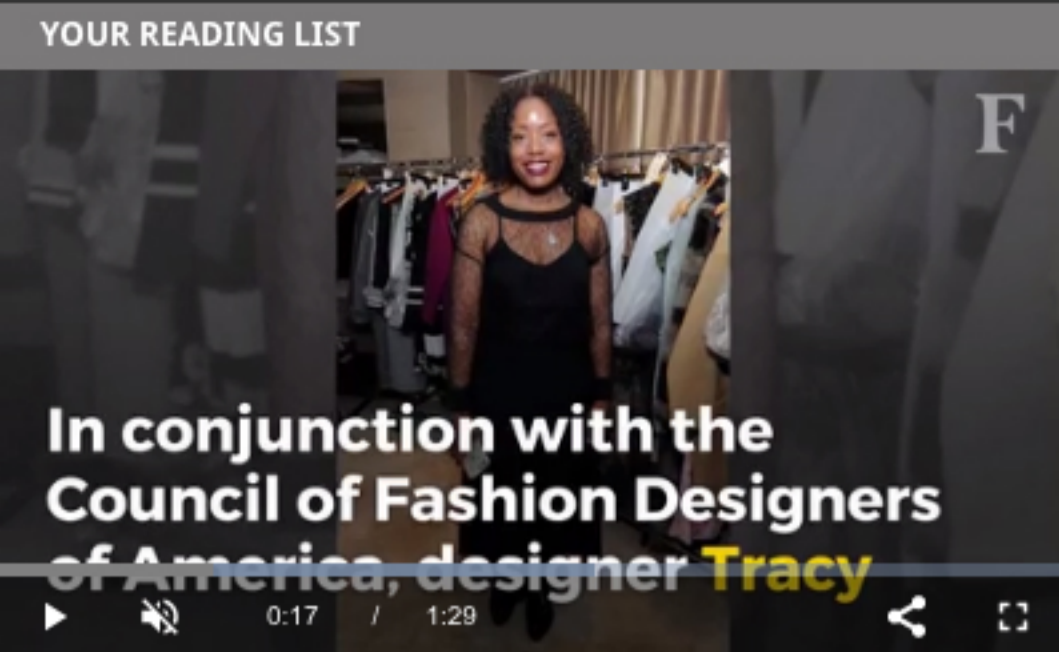 YOUR READING LIST
F
In conjunction with the
Council of Fashion Designers
of America, designer Tracy
0:17 / 1:29